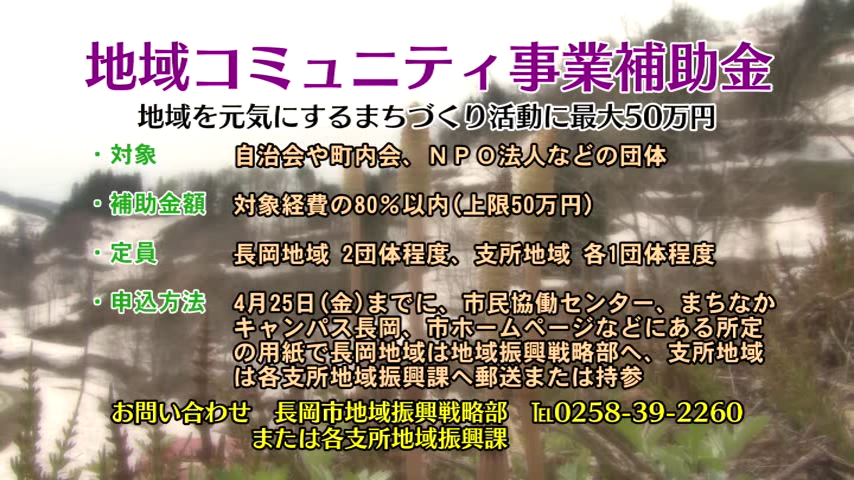 地域コミュニティ事業補助金
地域を元気にするまちづくり活動に最大50万円
・対象 自治会や町内会、ＮＰＯ法人などの団体
・補助金額 対象経費の80％以内(上限50万円)
・定員 長岡地域 2団体程度、支所地域 各1団体程度
・申込方法 4月25日(金)までに、市民協働センター、まちなか
キャンパス長岡、市ホームページなどにある所定
の用紙で長岡地域は地域振興戦略部へ、支所地域
は各支所地域振興課へ郵送または持参
お問い合わせ 長岡市地域振興戦略部 ℡0258-39-2260
または各支所地域振興課